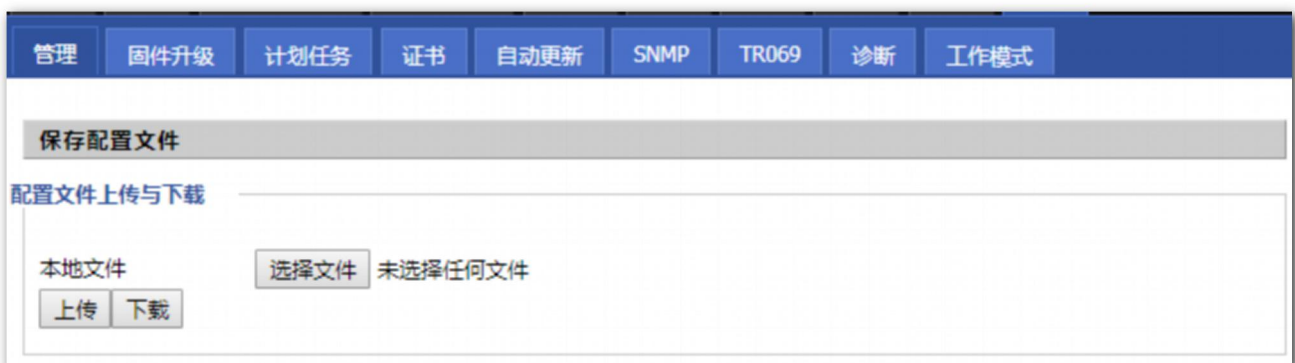 管理 固件升级 计划任务 证书 自动更新 SNMP TR069 诊断 工作模式
保存配置文件
配置文件上传与下载
本地文件 选择文件 未选择任何文件
上传 下载